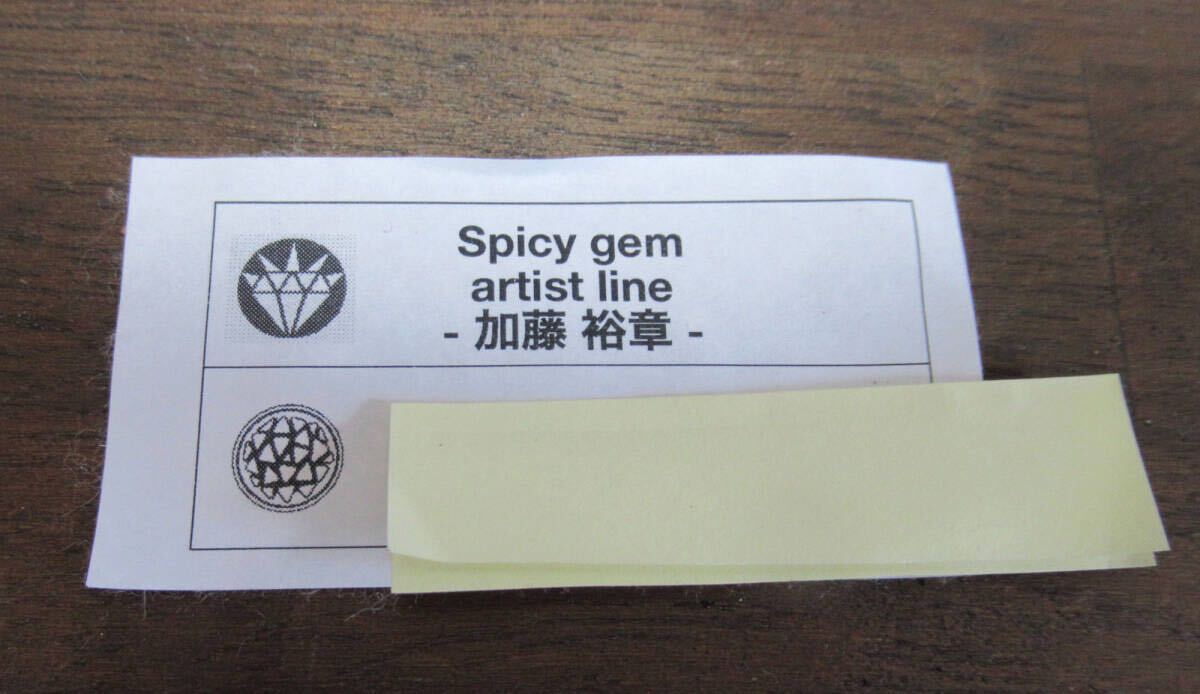 Spicy gem
artist line
- 加藤 裕章 -